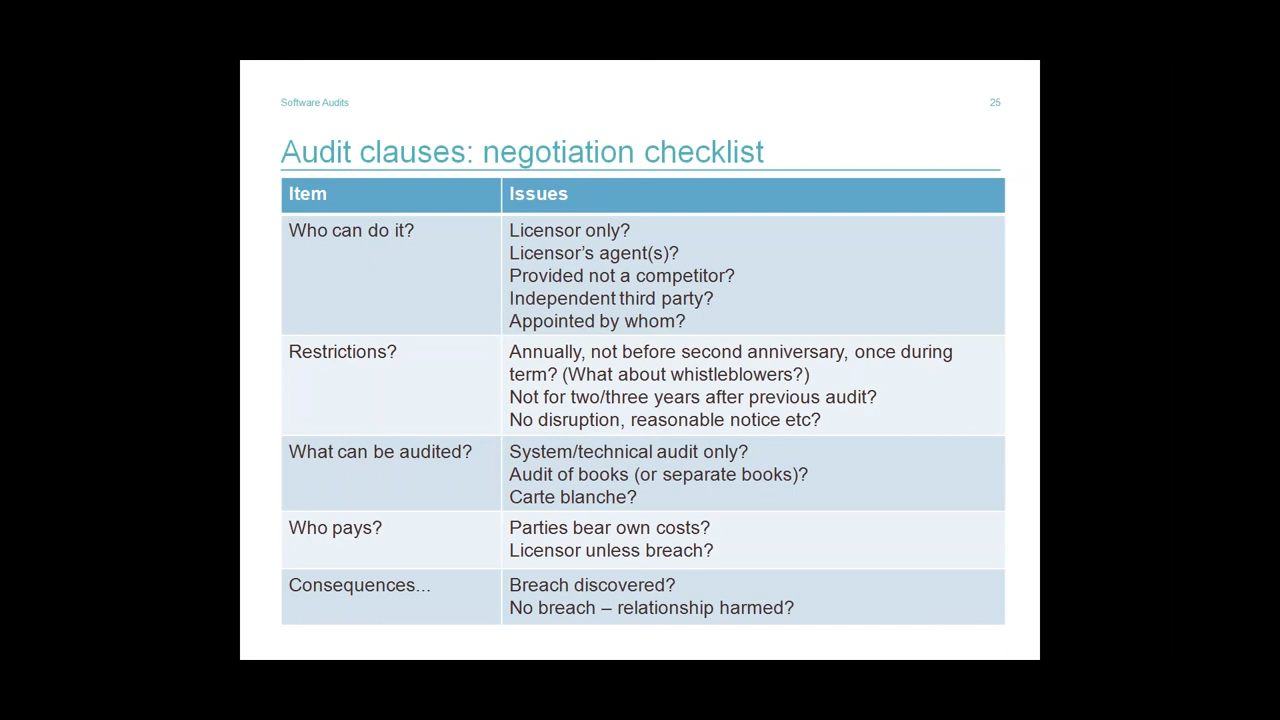 Software Audits
25
Audit clauses: negotiation checklist
Item
Issues
Who can do it?
Licensor only?
Licensor’s agent(s)?
Provided not a competitor?
Independent third party?
Appointed by whom?
Restrictions?
Annually, not before second anniversary, once during
term? (What about whistleblowers?)
Not for two/three years after previous audit?
No disruption, reasonable notice etc?
What can be audited?
System/technical audit only?
Audit of books (or separate books)?
Carte blanche?
Who pays?
Parties bear own costs?
Licensor unless breach?
Consequences...
Breach discovered?
No breach – relationship harmed?